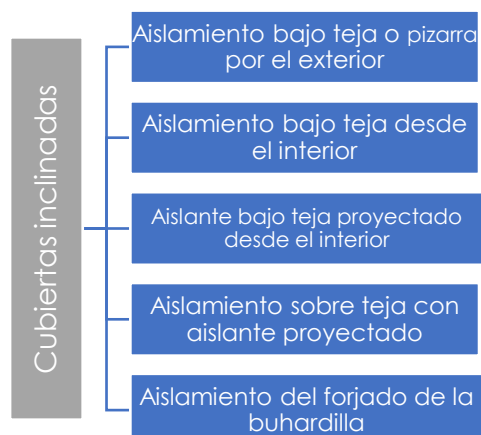 Cubiertas inclinadas
Aislamiento bajo teja o pizarra
por el exterior
Aislamiento bajo teja desde
el interior
Aislante bajo teja proyectado
desde el interior
Aislamiento sobre teja con
aislante proyectado
Aislamiento del forjado de la
buhardilla